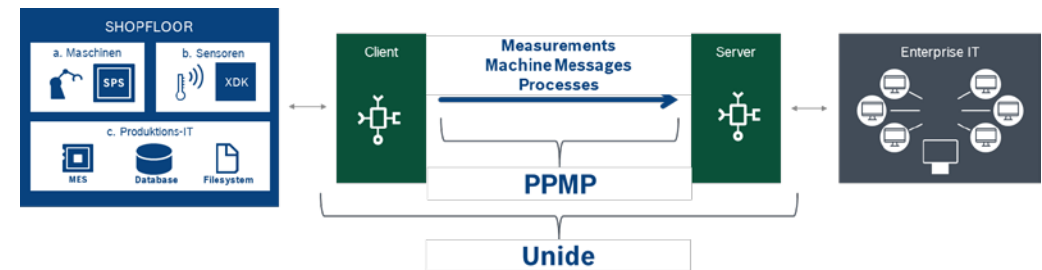 SHOPFLOOR
a. Maschinen
SPS
b. Sensoren
XDK
c. Produktions-IT
MES
Database
Filesystem
Client
Measurements
Machine Messages
Processes
Server
PPMP
Unide
Enterprise IT